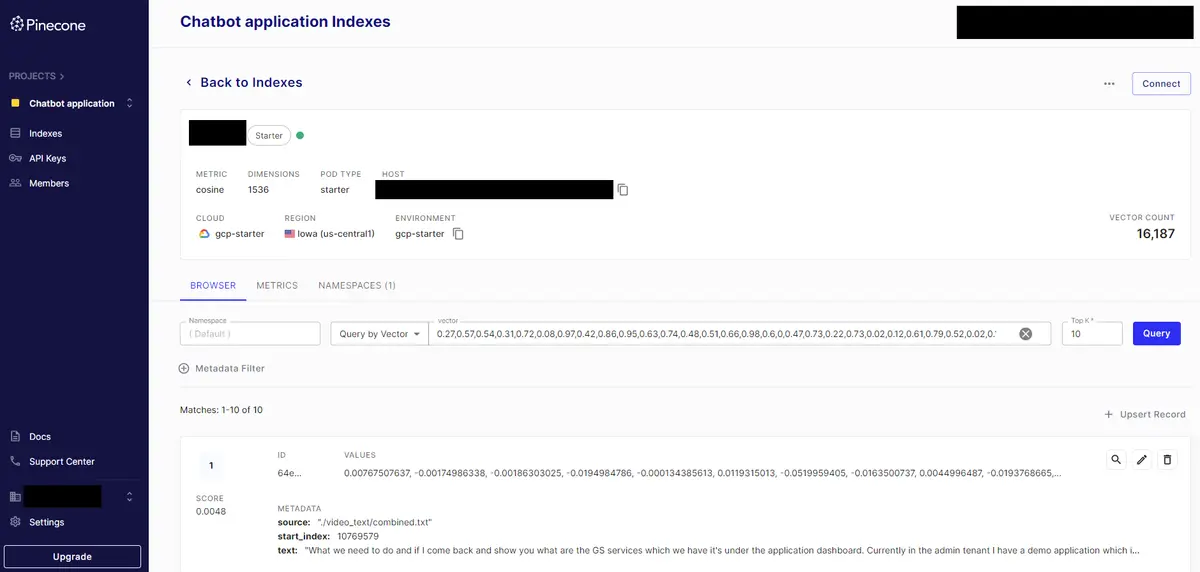 Pinecone
Chatbot application Indexes
PROJECTS >
Chatbot application
Indexes
API Keys
Members
Docs
Support Center
Settings
Upgrade
Back to Indexes
...
Connect
Starter
METRIC DIMENSIONS POD TYPE HOST
cosine 1536 starter
CLOUD REGION ENVIRONMENT VECTOR COUNT
gcp-starter Iowa (us-central1) gcp-starter 16,187
BROWSER METRICS NAMESPACES (1)
Namespace vector Top K *
( Dafault ) Query by Vector 0.27,0.57,0.54,0.31,0.72,0.08,0.97,0.42,0.86,0.95,0.63,0.74,0.48,0.51,0.66,0.98,0.6,0,0.47,0.73,0.22,0.73,0.02,0.12,0.61,0.79,0.52,0.02,0. 10 Query
Metadata Filter
Matches: 1-10 of 10
+ Upsert Record
ID VALUES
1 64e... 0.00767507637, -0.00174986338, -0.00186303025, -0.0194984786, -0.000134385613, 0.0119315013, -0.0519959405, -0.0163500737, 0.0044996487, -0.0193768665,...
SCORE
0.0048
METADATA
source: "./video_text/combined.txt"
start_index: 10769579
text: "What we need to do and if I come back and show you what are the GS services which we have it's under the application dashboard. Currently in the admin tenant I have a demo application which i...